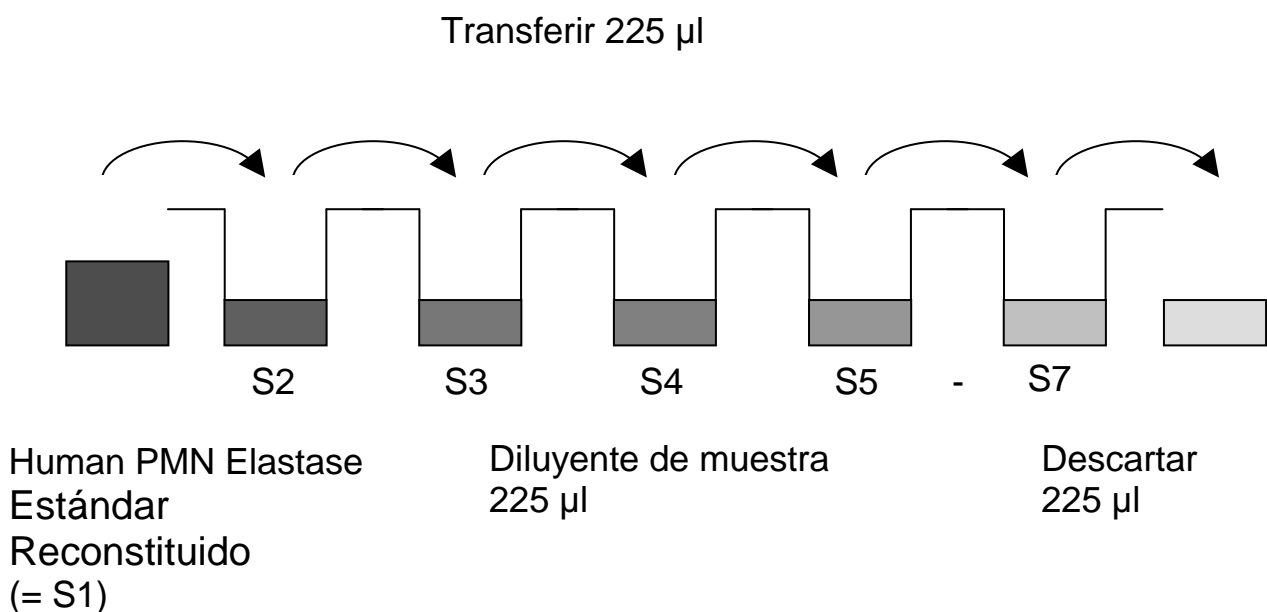 Transferir 225 µl
S2 S3 S4 S5 - S7
Human PMN Elastase
Estándar
Reconstituido
(= S1)
Diluyente de muestra
225 µl
Descartar
225 µl